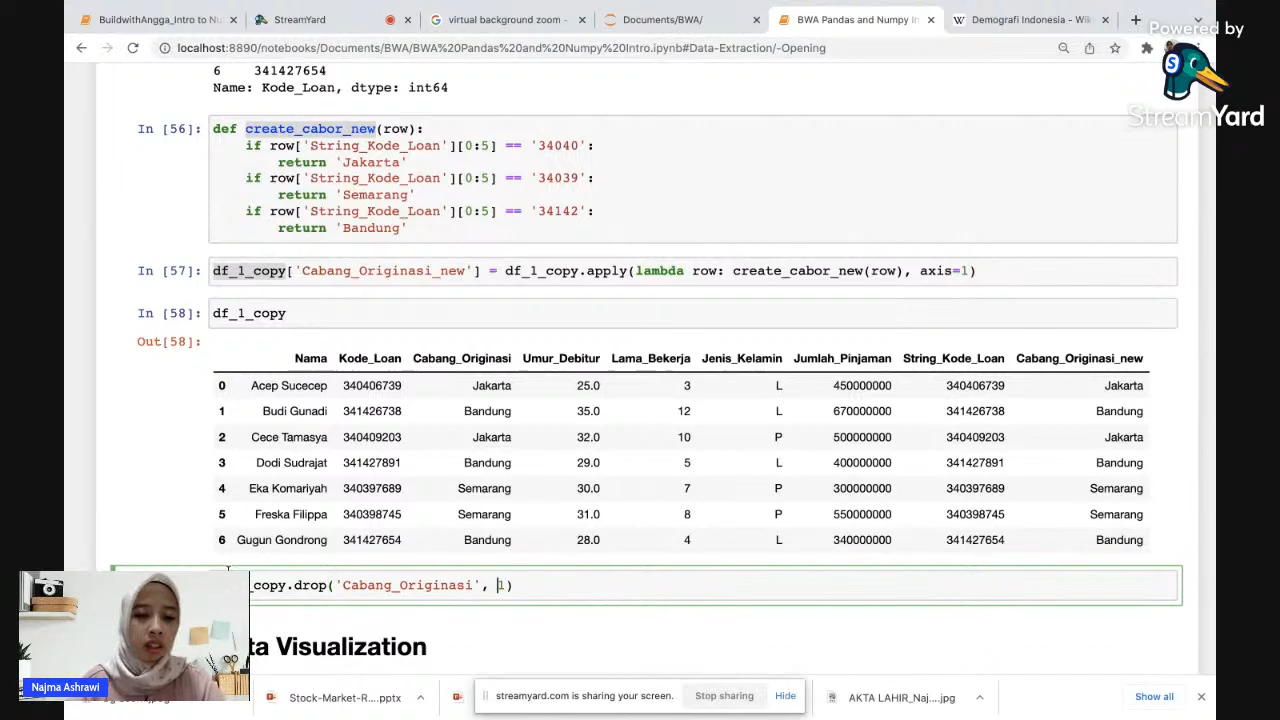 BuildwithAngga_Intro to Nu
StreamYard
virtual background zoom -
Documents/BWA/
BWA Pandas and Numpy In
Demografi Indonesia - Wik
localhost:8890/notebooks/Documents/BWA/BWA%20Pandas%20and%20Numpy%20Intro.ipynb#Data-Extraction/-Opening
Powered by
StreamYard
6 341427654
Name: Kode_Loan, dtype: int64
In [56]: def create_cabor_new(row):
if row['String_Kode_Loan'][0:5] == '34040':
return 'Jakarta'
if row['String_Kode_Loan'][0:5] == '34039':
return 'Semarang'
if row['String_Kode_Loan'][0:5] == '34142':
return 'Bandung'
In [57]: df_1_copy['Cabang_Originasi_new'] = df_1_copy.apply(lambda row: create_cabor_new(row), axis=1)
In [58]: df_1_copy
Out[58]:
Nama Kode_Loan Cabang_Originasi Umur_Debitur Lama_Bekerja Jenis_Kelamin Jumlah_Pinjaman String_Kode_Loan Cabang_Originasi_new
0 Acep Sucecep 340406739 Jakarta 25.0 3 L 450000000 340406739 Jakarta
1 Budi Gunadi 341426738 Bandung 35.0 12 L 670000000 341426738 Bandung
2 Cece Tamasya 340409203 Jakarta 32.0 10 P 500000000 340409203 Jakarta
3 Dodi Sudrajat 341427891 Bandung 29.0 5 L 400000000 341427891 Bandung
4 Eka Komariyah 340397689 Semarang 30.0 7 P 300000000 340397689 Semarang
5 Freska Filippa 340398745 Semarang 31.0 8 P 550000000 340398745 Semarang
6 Gugun Gondrong 341427654 Bandung 28.0 4 L 340000000 341427654 Bandung
_copy.drop('Cabang_Originasi', 1)
ta Visualization
Najma Ashrawi
Stock-Market-R....pptx
streamyard.com is sharing your screen.
Stop sharing
Hide
AKTA LAHIR_Naj....jpg
Show all